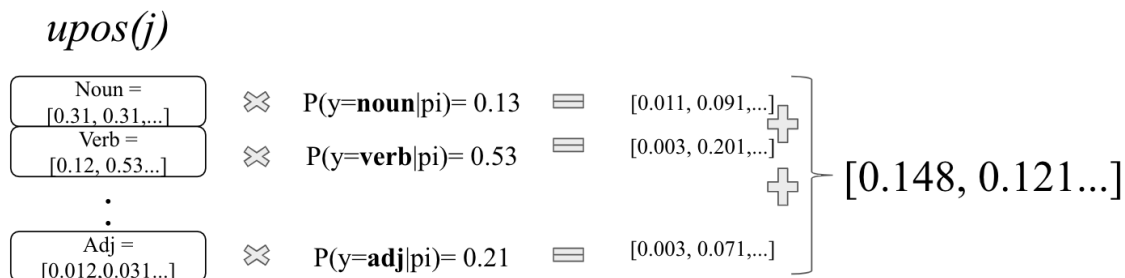 upos(j)
Noun =
[0.31, 0.31,...]
P(y=noun|pi)= 0.13
[0.011, 0.091,...]
Verb =
[0.12, 0.53...]
P(y=verb|pi)= 0.53
[0.003, 0.201,...]
[0.148, 0.121...]
Adj =
[0.012,0.031...]
P(y=adj|pi)= 0.21
[0.003, 0.071,...]